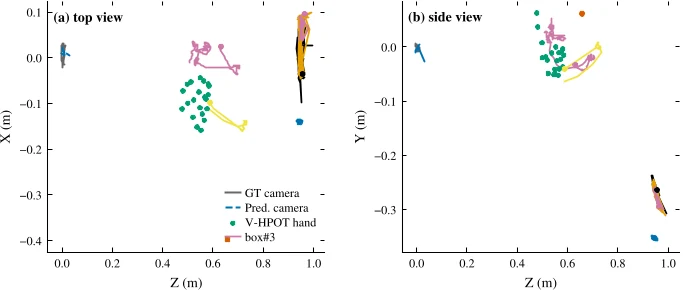 (a) top view
(b) side view
0.1
0.0
−0.1
−0.2
−0.3
−0.4
X (m)
0.0 0.2 0.4 0.6 0.8 1.0
Z (m)
GT camera
Pred. camera
V-HPOT hand
box#3
0.0
−0.1
−0.2
−0.3
Y (m)
0.0 0.2 0.4 0.6 0.8 1.0
Z (m)